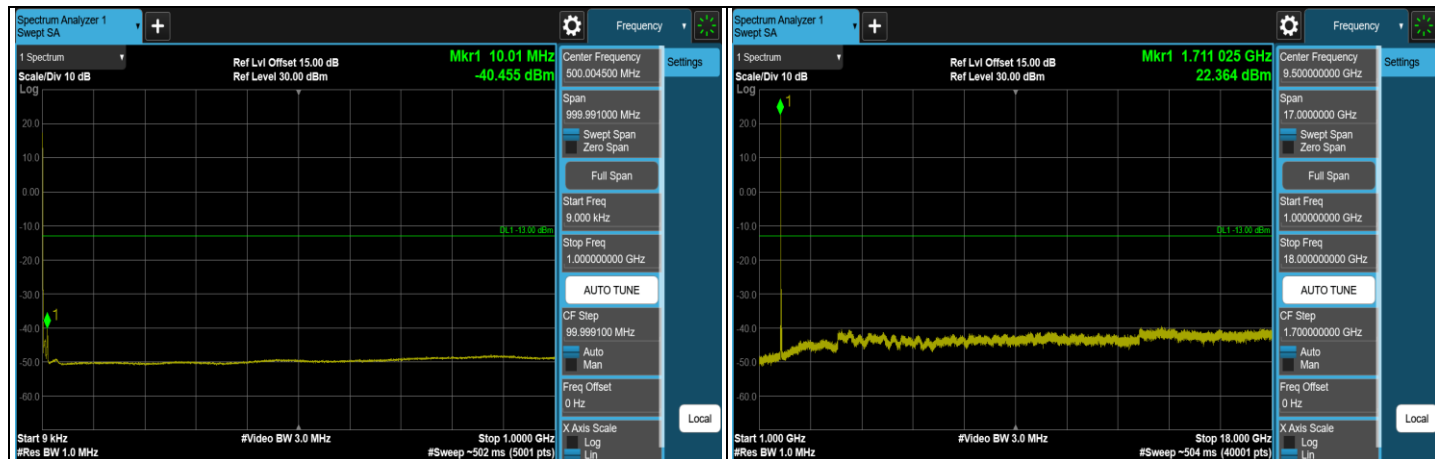 Spectrum Analyzer 1
Swept SA
+
Frequency
1 Spectrum
Scale/Div 10 dB
Log
Ref Lvl Offset 15.00 dB
Ref Level 30.00 dBm
Mkr1 10.01 MHz
-40.455 dBm
1
20.0
10.0
0.00
-10.0
-20.0
-30.0
-40.0
-50.0
-60.0
DL1 -13.00 dBm
Start 9 kHz
#Res BW 1.0 MHz
#Video BW 3.0 MHz
Stop 1.0000 GHz
#Sweep ~502 ms (5001 pts)
Center Frequency
500.004500 MHz
Span
999.991000 MHz
Swept Span
Zero Span
Full Span
Start Freq
9.000 kHz
Stop Freq
1.000000000 GHz
AUTO TUNE
CF Step
99.999100 MHz
Auto
Man
Freq Offset
0 Hz
X Axis Scale
Log
Lin
Settings
Local
Spectrum Analyzer 1
Swept SA
+
Frequency
1 Spectrum
Scale/Div 10 dB
Log
Ref Lvl Offset 15.00 dB
Ref Level 30.00 dBm
Mkr1 1.711 025 GHz
22.364 dBm
1
20.0
10.0
0.00
-10.0
-20.0
-30.0
-40.0
-50.0
-60.0
DL1 -13.00 dBm
Start 1.000 GHz
#Res BW 1.0 MHz
#Video BW 3.0 MHz
Stop 18.000 GHz
#Sweep ~504 ms (40001 pts)
Center Frequency
9.500000000 GHz
Span
17.0000000 GHz
Swept Span
Zero Span
Full Span
Start Freq
1.000000000 GHz
Stop Freq
18.000000000 GHz
AUTO TUNE
CF Step
1.700000000 GHz
Auto
Man
Freq Offset
0 Hz
X Axis Scale
Log
Lin
Settings
Local